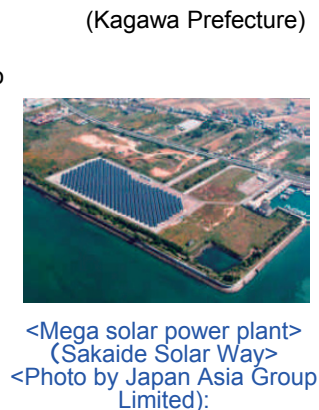 (Kagawa Prefecture)
<Mega solar power plant>
（Sakaide Solar Way>
<Photo by Japan Asia Group
Limited):